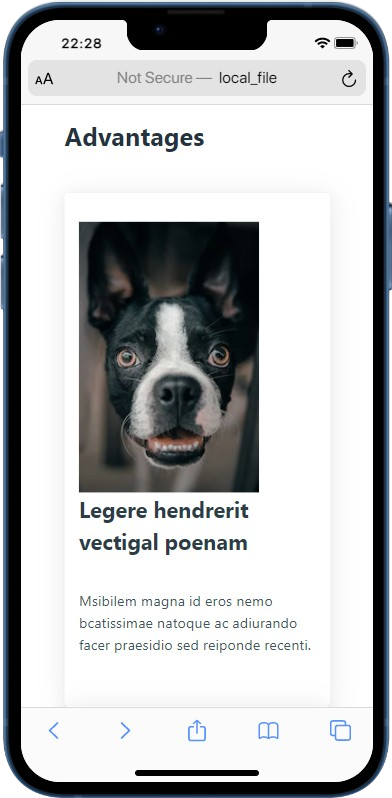 22:28
AA Not Secure — local_file
Advantages
Legere hendrerit
vectigal poenam
Msibilem magna id eros nemo
bcatissimae natoque ac adiurando
facer praesidio sed reiponde recenti.